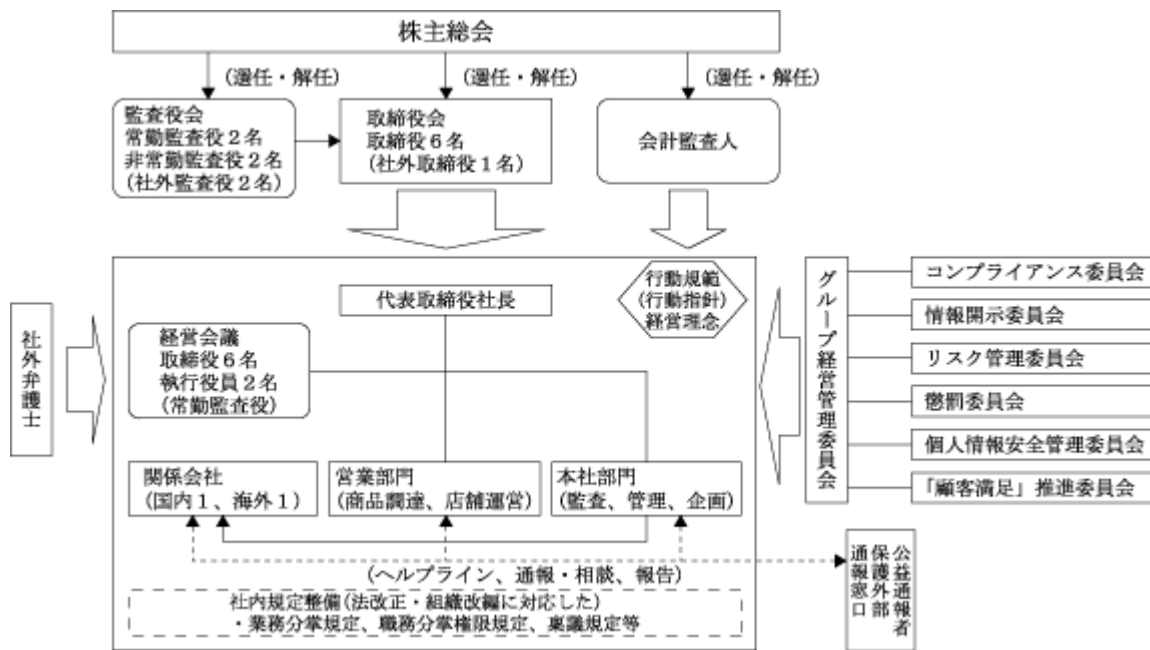 株主総会
(選任・解任)
(選任・解任)
(選任・解任)
監査役会
常勤監査役2名
非常勤監査役2名
(社外監査役2名)
取締役会
取締役6名
(社外取締役1名)
会計監査人
社外弁護士
代表取締役社長
行動規範
(行動指針)
経営理念
経営会議
取締役6名
執行役員2名
(常勤監査役)
関係会社
(国内1、海外1)
営業部門
(商品調達、店舗運営)
本社部門
(監査、管理、企画)
(ヘルプライン、通報・相談、報告)
社内規定整備(法改正・組織改編に対応した)
・業務分掌規定、職務分掌権限規定、稟議規定等
グループ経営管理委員会
コンプライアンス委員会
情報開示委員会
リスク管理委員会
懲罰委員会
個人情報安全管理委員会
「顧客満足」推進委員会
公益通報者
保護外部
通報窓口